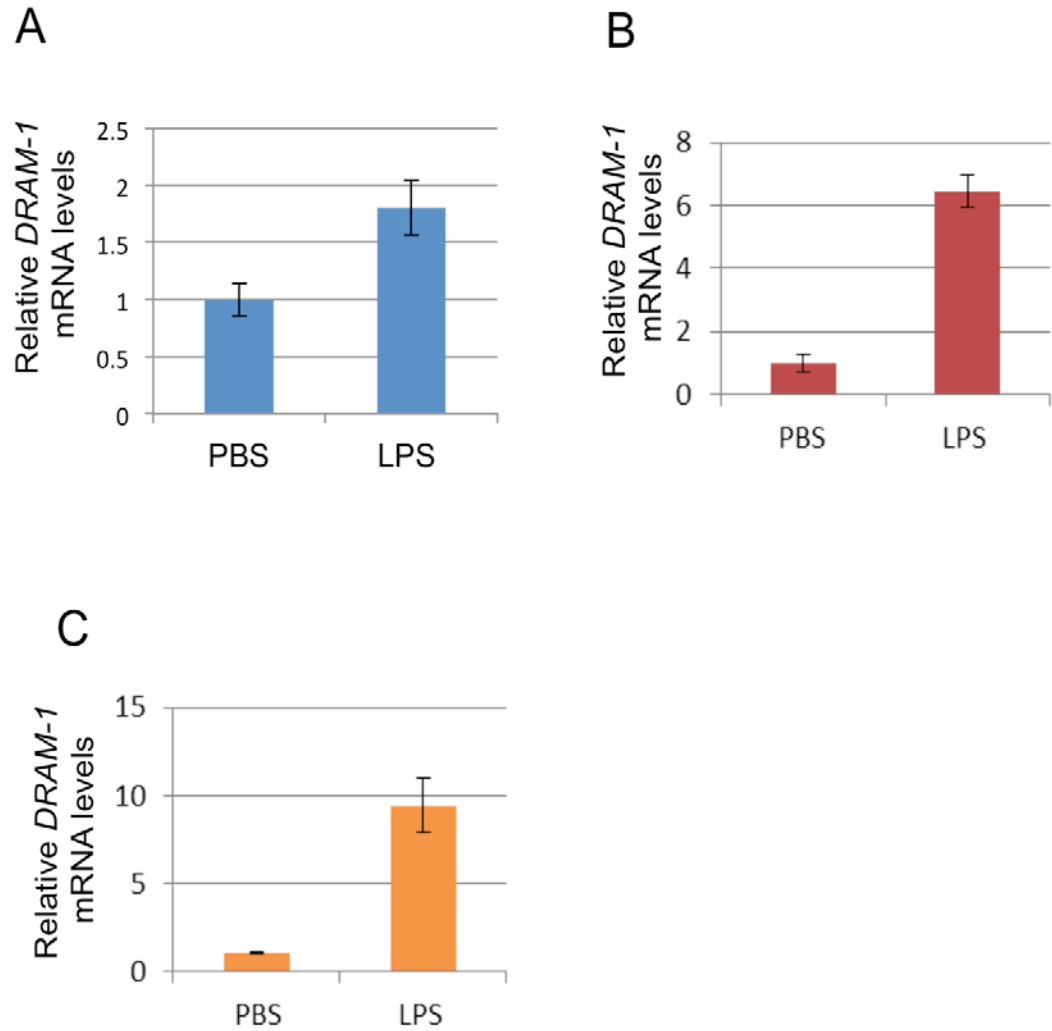 A
Relative DRAM-1
mRNA levels
2.5
2
1.5
1
0.5
0
PBS LPS
B
Relative DRAM-1
mRNA levels
8
6
4
2
0
PBS LPS
C
Relative DRAM-1
mRNA levels
15
10
5
0
PBS LPS